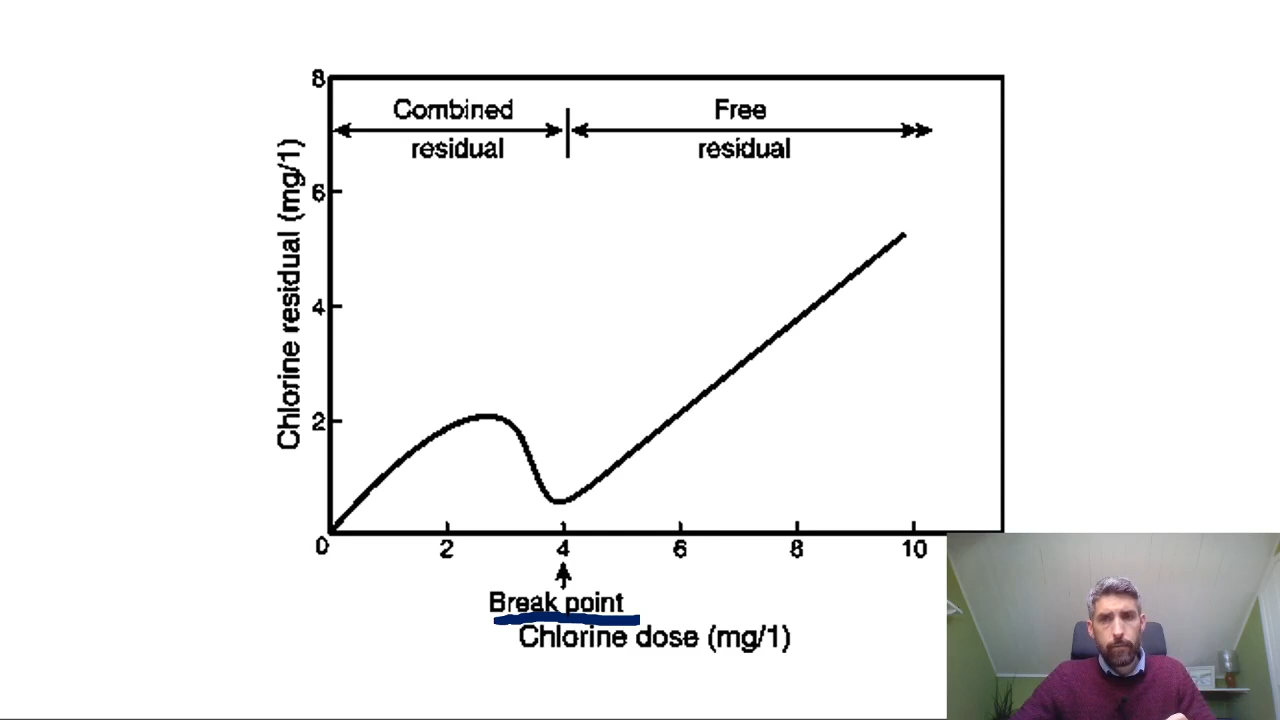 8
Combined
residual
Free
residual
6
4
2
Chlorine residual (mg/1)
0 2 4 6 8 10
Break point
Chlorine dose (mg/1)